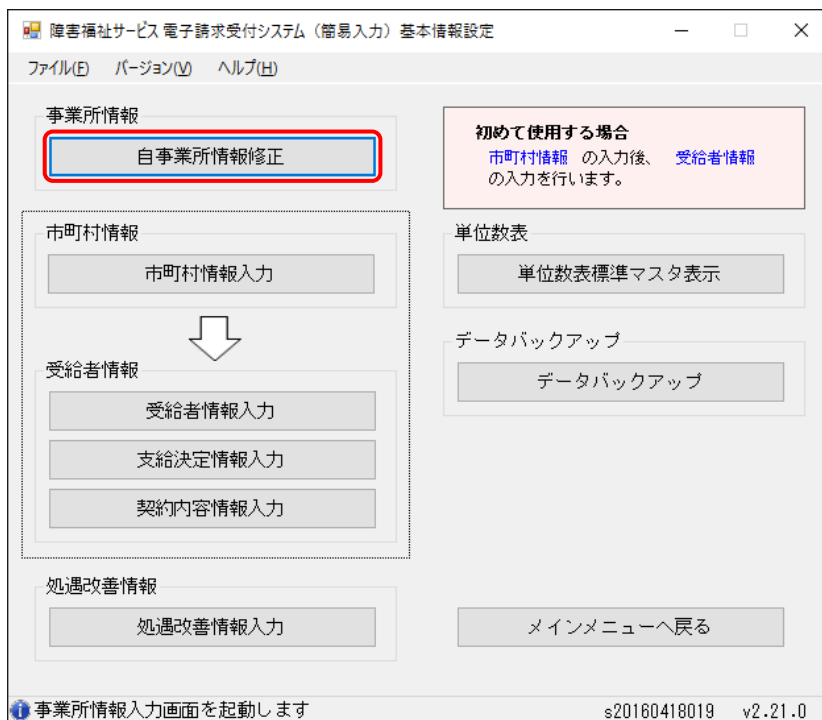 障害福祉サービス 電子請求受付システム（簡易入力）基本情報設定
ファイル(F) バージョン(V) ヘルプ(H)
事業所情報
自事業所情報修正
初めて使用する場合
市町村情報 の入力後、 受給者情報
の入力を行います。
市町村情報
市町村情報入力
単位数表
単位数表標準マスタ表示
データバックアップ
データバックアップ
受給者情報
受給者情報入力
支給決定情報入力
契約内容情報入力
処遇改善情報
処遇改善情報入力
メインメニューへ戻る
事業所情報入力画面を起動します
s20160418019 v2.21.0